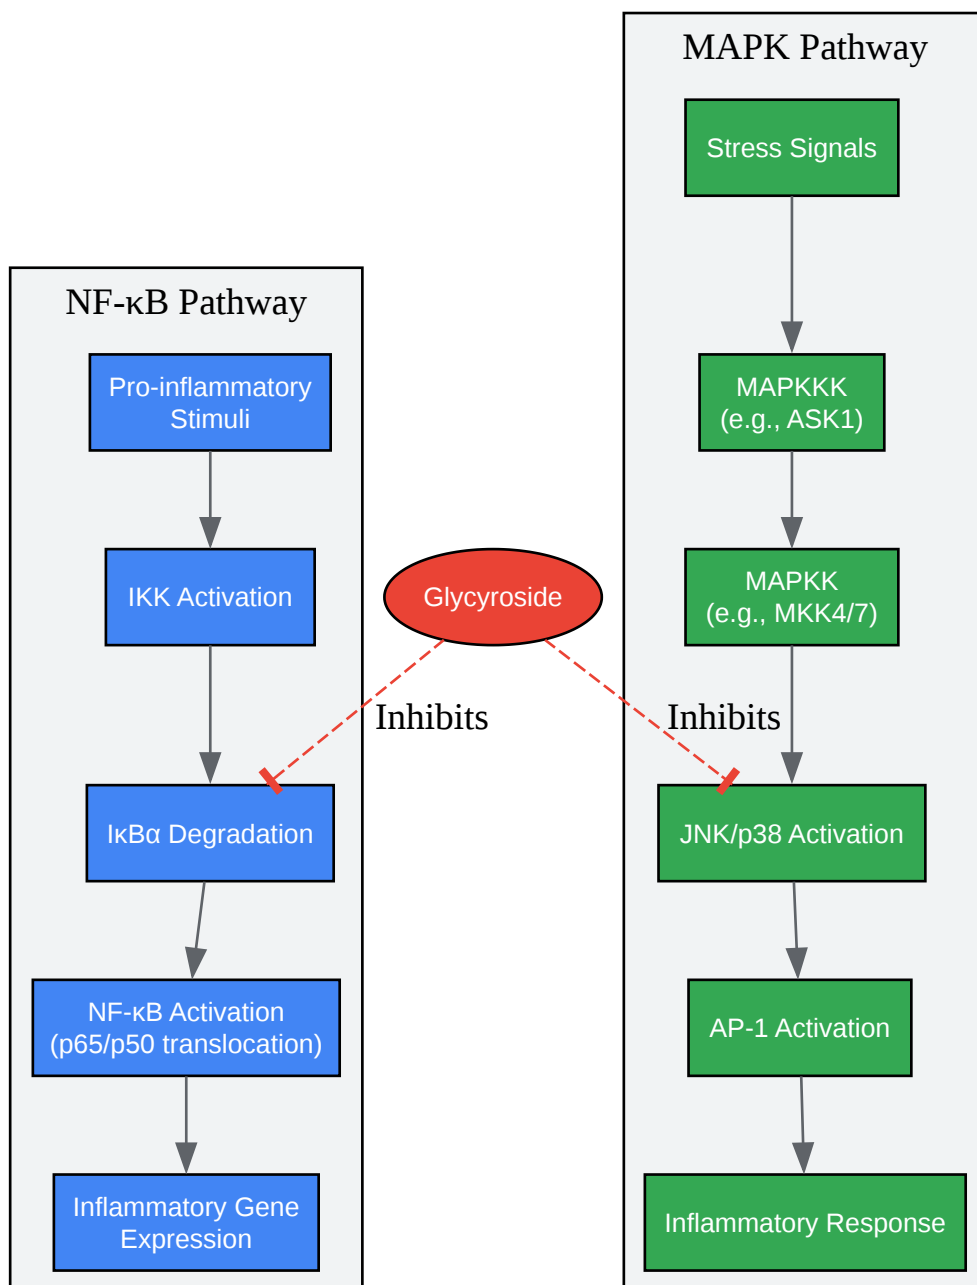 NF-κB Pathway
Pro-inflammatory
Stimuli
IKK Activation
IκBα Degradation
NF-κB Activation
(p65/p50 translocation)
Inflammatory Gene
Expression
Glycyroside
Inhibits
Inhibits
MAPK Pathway
Stress Signals
MAPKKK
(e.g., ASK1)
MAPKK
(e.g., MKK4/7)
JNK/p38 Activation
AP-1 Activation
Inflammatory Response